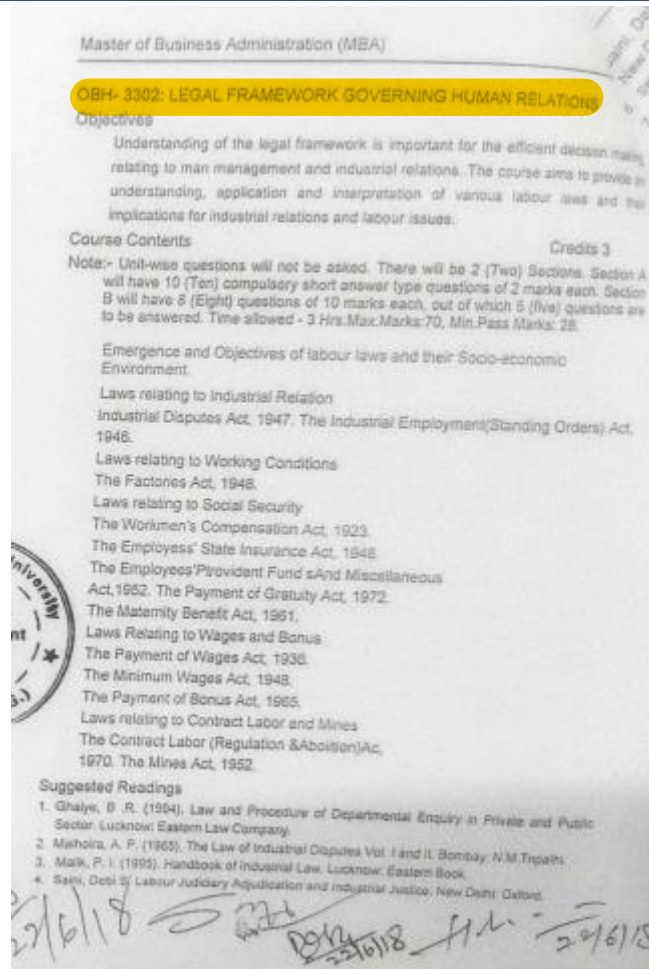 Master of Business Administration (MBA)
Saini, De
New D
6. S
OBH- 3302: LEGAL FRAMEWORK GOVERNING HUMAN RELATIONS
Objectives
Understanding of the legal framework is important for the efficient decision making
relating to man management and industrial relations. The course aims to provide
understanding, application and interpretation of various labour laws and their
implications for industrial relations and labour issues.
Course Contents
Credits 3
Note:- Unit-wise questions will not be asked. There will be 2 (Two) Sections. Section A
will have 10 (Ten) compulsory short answer type questions of 2 marks each. Section
B will have 8 (Eight) questions of 10 marks each, out of which 5 (five) questions are
to be answered. Time allowed - 3 Hrs.Max.Marks:70, Min.Pass Marks: 28.
Emergence and Objectives of labour laws and their Socio-economic
Environment.
Laws relating to Industrial Relation
Industrial Disputes Act, 1947. The Industrial Employment(Standing Orders) Act.
1946.
Laws relating to Working Conditions
The Factories Act, 1948.
Laws relating to Social Security
The Workmen's Compensation Act, 1923.
The Employess' State Insurance Act, 1948.
The Employees'Ptrovident Fund sAnd Miscellaneous
Act,1952. The Payment of Gratuity Act, 1972.
The Maternity Benefit Act, 1961.
Laws Relating to Wages and Bonus
The Payment of Wages Act, 1936.
The Minimum Wages Act, 1948.
The Payment of Bonus Act, 1965.
Laws relating to Contract Labor and Mines
The Contract Labor (Regulation &Abolition)Ac,
1970. The Mines Act, 1952.
University
nt
Suggested Readings
1. Ghaiye, B .R. (1994). Law and Procedure of Departmental Enquiry in Private and Public
Sector. Lucknow: Eastern Law Company.
2. Malhotra, A. P. (1965). The Law of Industrial Disputes Vol. I and II. Bombay: N.M.Tripathi.
3. Malik, P. I. (1995). Handbook of Industrial Law. Lucknow: Eastern Book.
4. Saini, Debi S. Labour Judiciary Adjudication and Industrial Justice. New Delhi: Oxford.
22/6/18
22/6/18
22/6/18